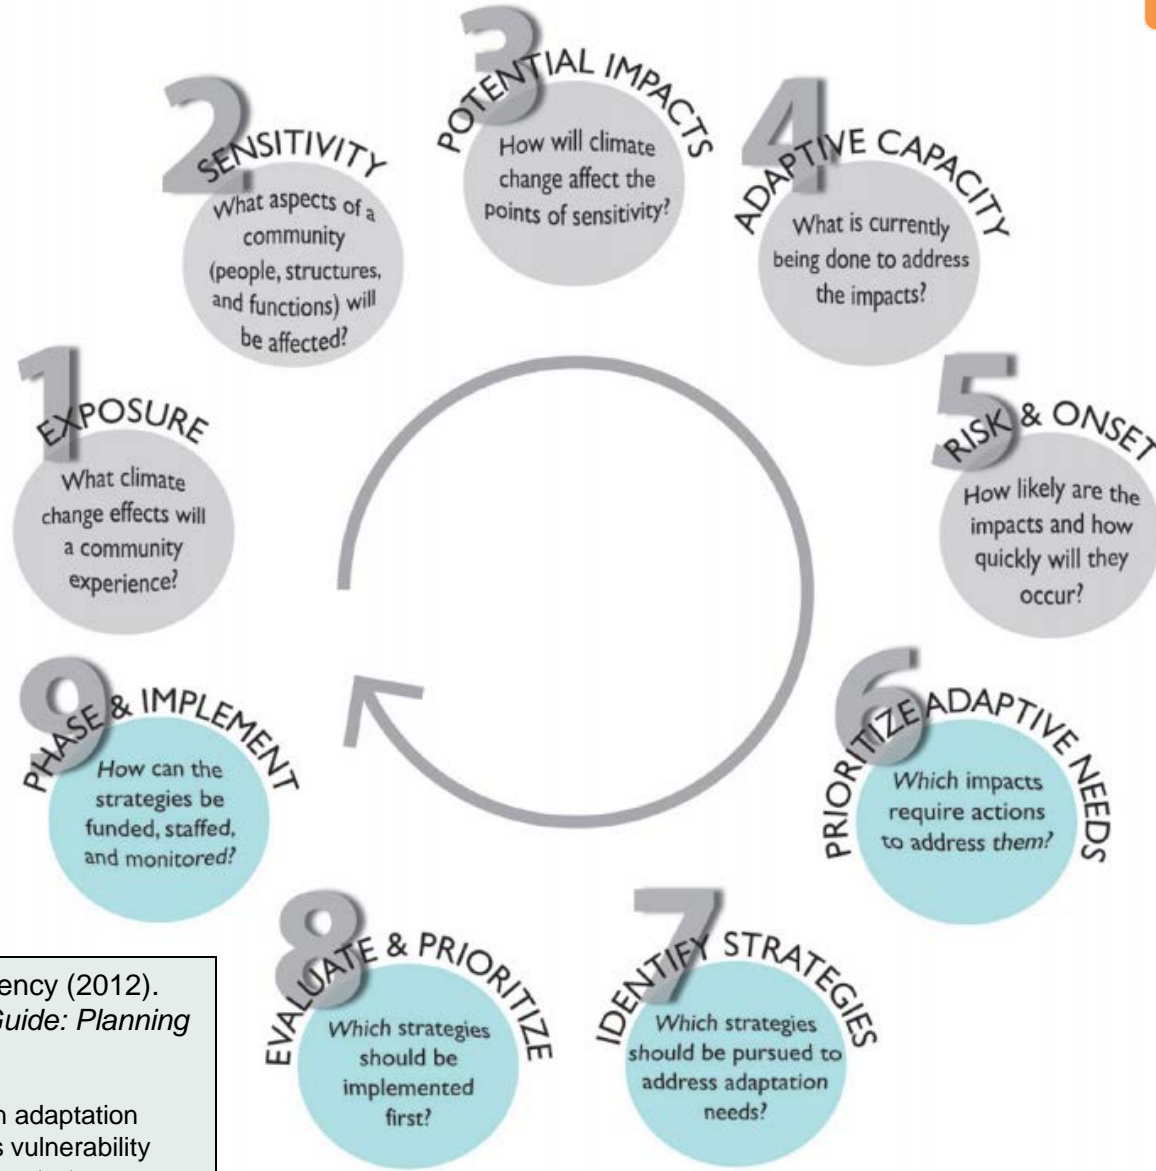 1
EXPOSURE
What climate
change effects will
a community
experience?
2
SENSITIVITY
What aspects of a
community
(people, structures,
and functions) will
be affected?
3
POTENTIAL IMPACTS
How will climate
change affect the
points of sensitivity?
4
ADAPTIVE CAPACITY
What is currently
being done to address
the impacts?
5
RISK & ONSET
How likely are the
impacts and how
quickly will they
occur?
6
PRIORITIZE ADAPTIVE NEEDS
Which impacts
require actions
to address them?
7
IDENTIFY STRATEGIES
Which strategies
should be pursued to
address adaptation
needs?
8
EVALUATE & PRIORITIZE
Which strategies
should be
implemented
first?
9
PHASE & IMPLEMENT
How can the
strategies be
funded, staffed,
and monitored?
ency (2012).
Guide: Planning
adaptation
vulnerability